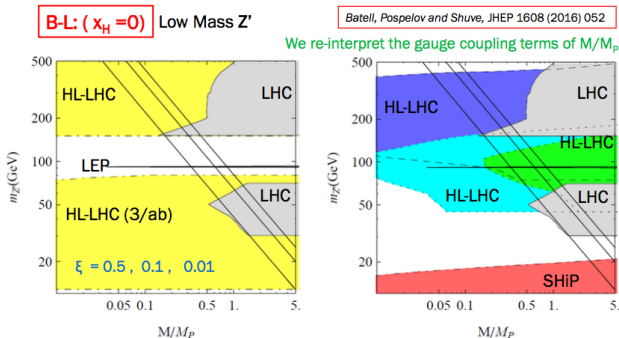 B-L: ( x_H =0) Low Mass Z'
Batell, Pospelov and Shuve, JHEP 1608 (2016) 052
We re-interpret the gauge coupling terms of M/M_P
500
200
100
50
20
m_Z'(GeV)
HL-LHC
LHC
LEP
LHC
HL-LHC (3/ab)
ξ = 0.5, 0.1, 0.01
0.05 0.1 0.5 1. 5.
M/M_P
500
200
100
50
20
m_Z'(GeV)
LHC
HL-LHC
HL-LHC
HL-LHC
LHC
SHiP
0.05 0.1 0.5 1. 5.
M/M_P